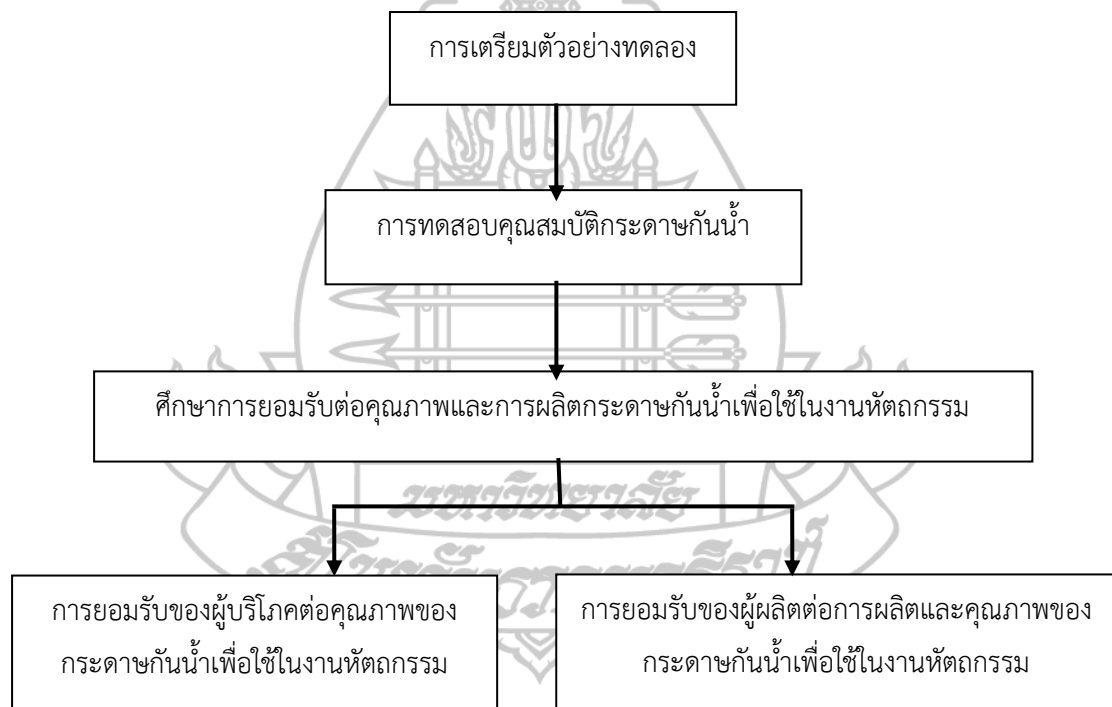 การเตรียมตัวอย่างทดลอง
การทดสอบคุณสมบัติกระดาษกันน้ำ
ศึกษาการยอมรับต่อคุณภาพและการผลิตกระดาษกันน้ำเพื่อใช้ในงานหัตถกรรม
มหาวิทยาลัย
การยอมรับของผู้บริโภคต่อคุณภาพของ
กระดาษกันน้ำเพื่อใช้ในงานหัตถกรรม
การยอมรับของผู้ผลิตต่อการผลิตและคุณภาพของ
กระดาษกันน้ำเพื่อใช้ในงานหัตถกรรม